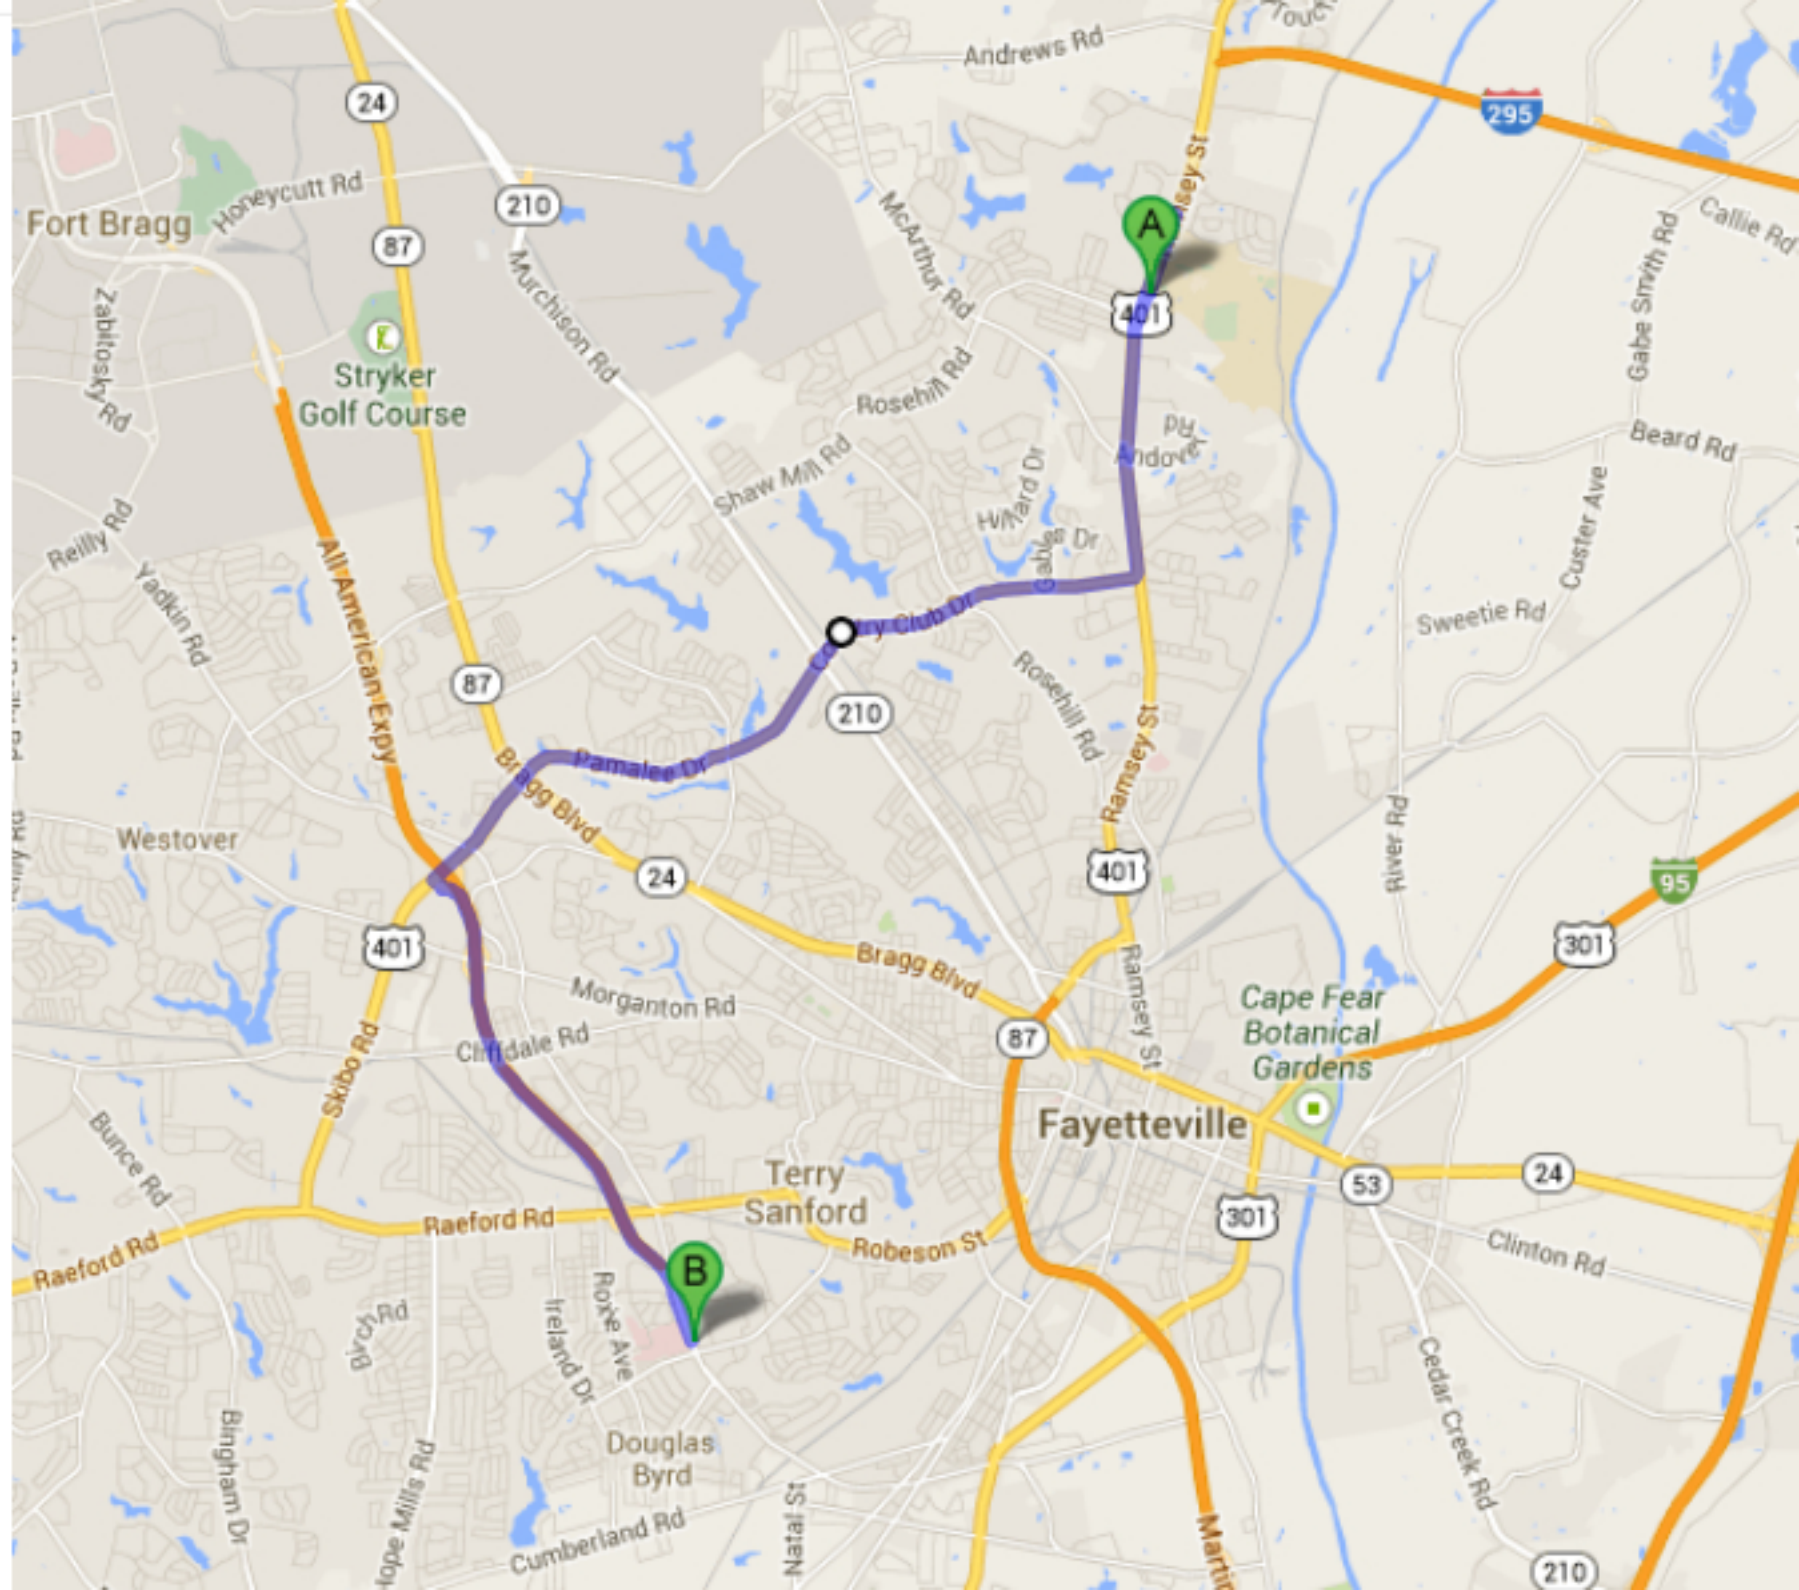 Andrews Rd
24
295
Honeycutt Rd
210
Fort Bragg
87
Callie Rd
Gabe Smith Rd
McArthur Rd
A
Murchison Rd
Zabitosky Rd
401
Stryker
Golf Course
Rosehill Rd
Rd
Andover
Beard Rd
Shaw Mill Rd
Hilliard Dr
Custer Ave
Reilly Rd
All American Expy
Gables Dr
Yadkin Rd
Club Dr
Sweetie Rd
87
Rosehill Rd
210
Ramsey St
Pamalee Dr
Bragg Blvd
Westover
River Rd
24
401
95
401
301
Bragg Blvd
Ramsey St
Morganton Rd
Cape Fear
Botanical
Gardens
87
Cliffdale Rd
Skibo Rd
Fayetteville
Bunce Rd
Terry
Sanford
53
24
301
Raeford Rd
Raeford Rd
Robeson St
Clinton Rd
B
Roxie Ave
Ireland Dr
Birch Rd
Cedar Creek Rd
Bingham Dr
Douglas
Byrd
Hope Mills Rd
Natal St
Cumberland Rd
Martin
210